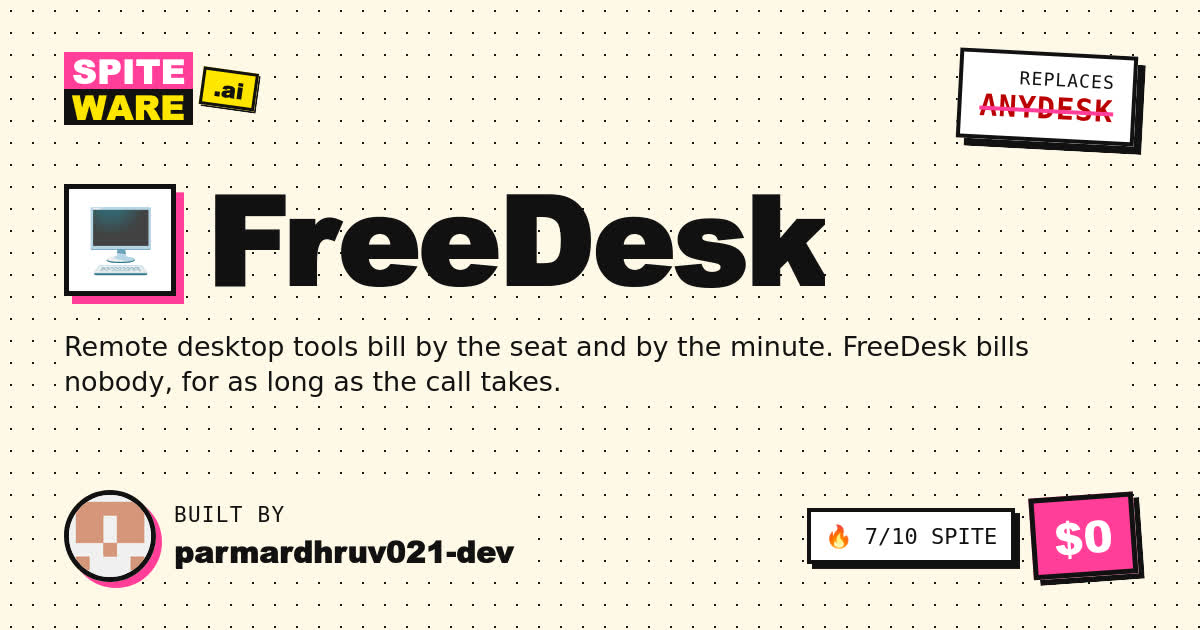 SPITE
WARE
.ai
REPLACES
ANYDESK
FreeDesk
Remote desktop tools bill by the seat and by the minute. FreeDesk bills
nobody, for as long as the call takes.
BUILT BY
parmardhruv021-dev
🔥 7/10 SPITE
$0